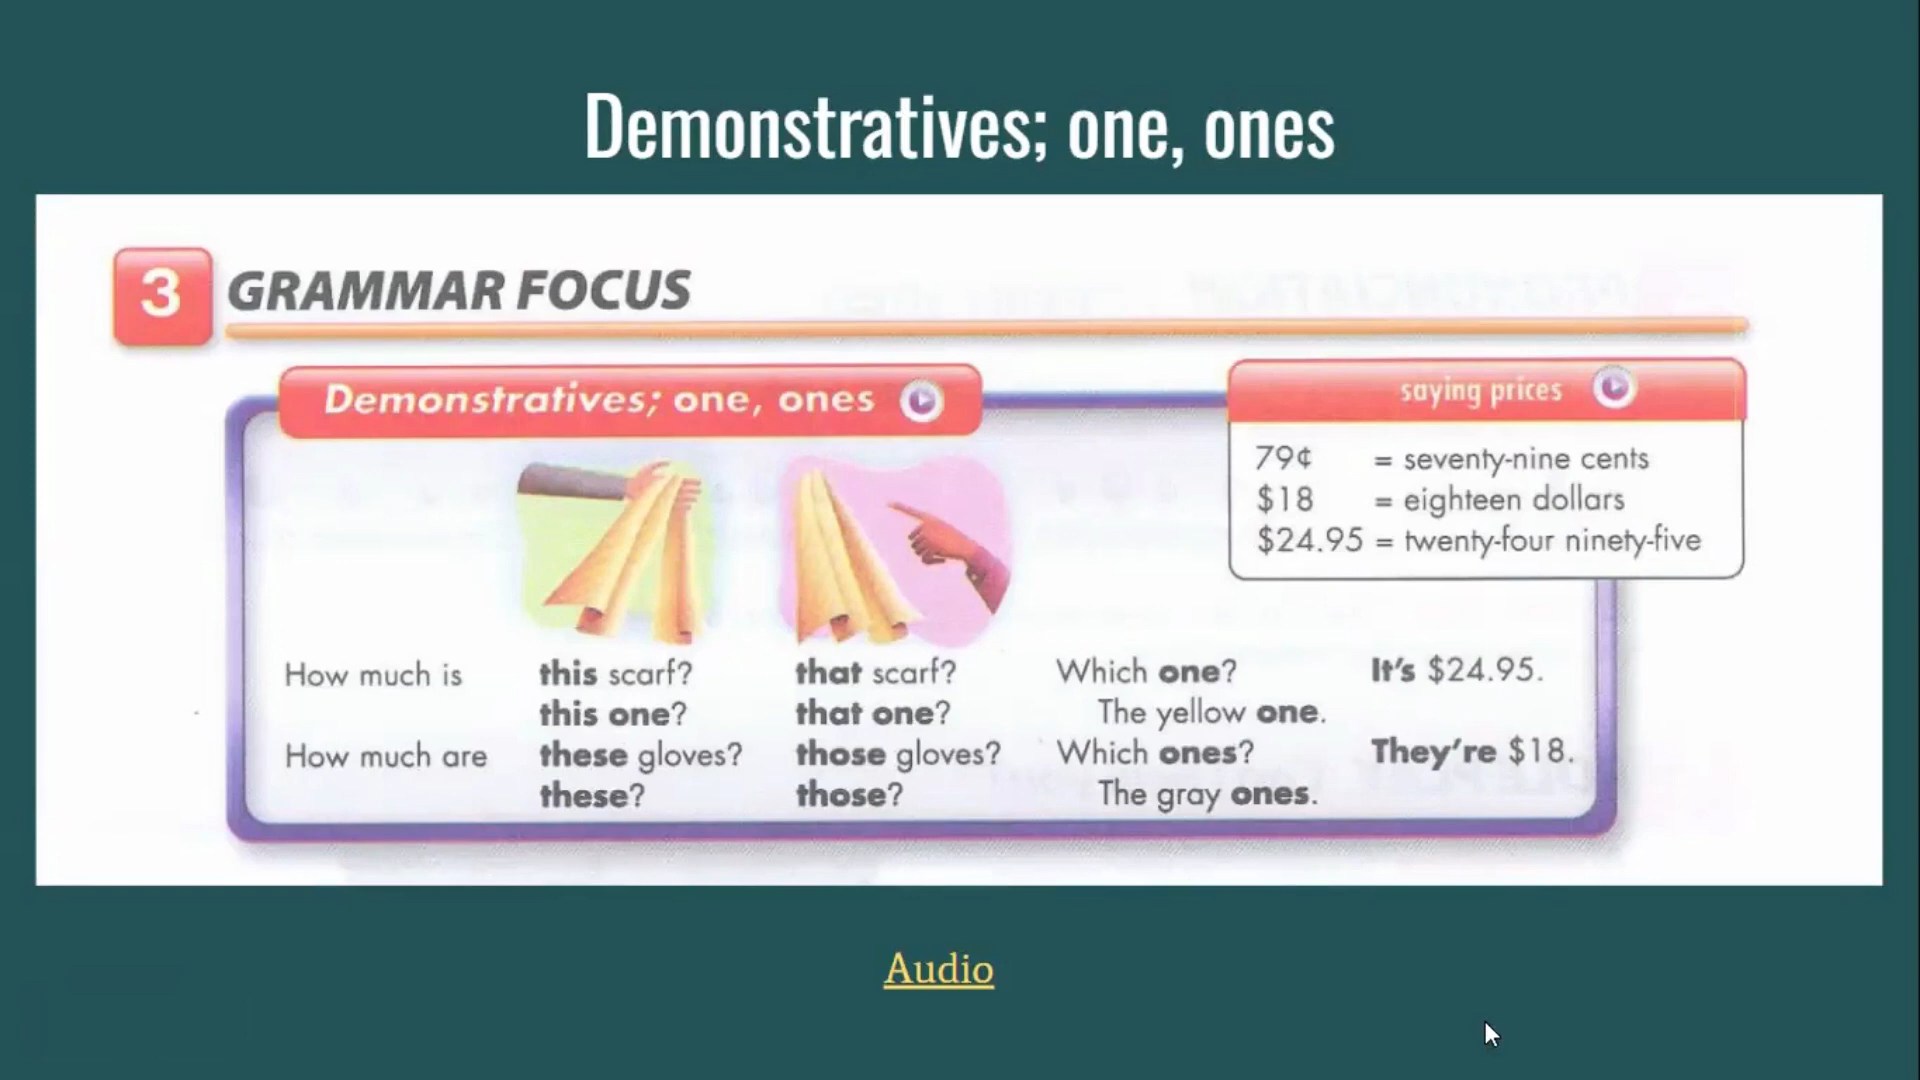 Demonstratives; one, ones
3 GRAMMAR FOCUS
Demonstratives; one, ones
saying prices
79¢ = seventy-nine cents
$18 = eighteen dollars
$24.95 = twenty-four ninety-five
How much is this scarf? that scarf? Which one? It's $24.95.
this one? that one? The yellow one.
How much are these gloves? those gloves? Which ones? They're $18.
these? those? The gray ones.
Audio